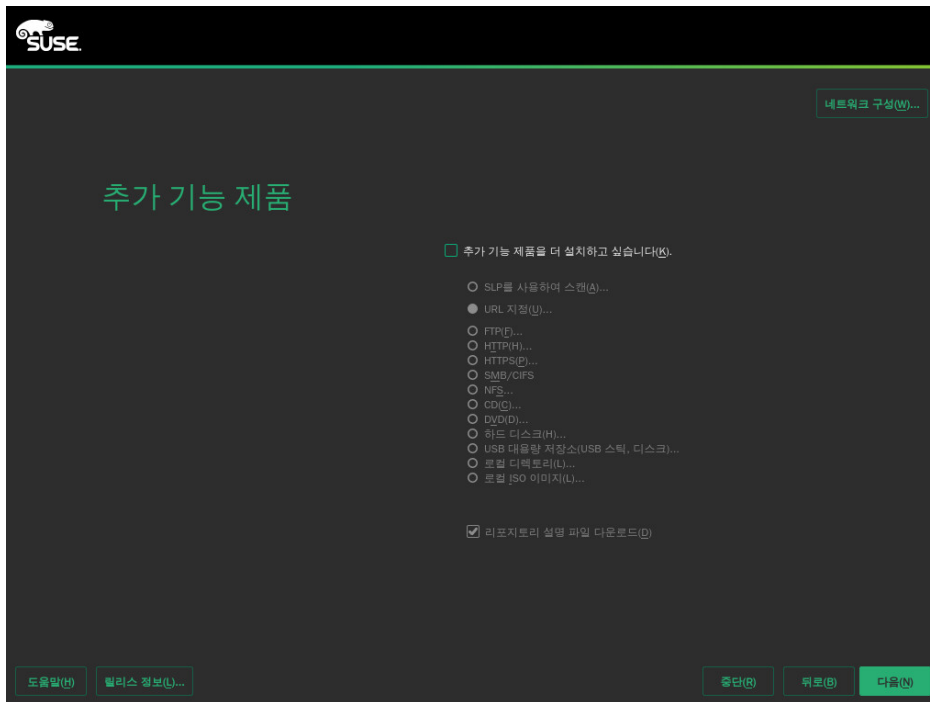 SUSE.
네트워크 구성(W)...
추가 기능 제품
추가 기능 제품을 더 설치하고 싶습니다(K).
SLP를 사용하여 스캔(A)...
URL 지정(U)...
FTP(F)...
HTTP(H)...
HTTPS(P)...
SMB/CIFS
NFS...
CD(C)...
DVD(D)...
하드 디스크(H)...
USB 대용량 저장소(USB 스틱, 디스크)...
로컬 디렉토리(L)...
로컬 ISO 이미지(L)...
리포지토리 설명 파일 다운로드(D)
도움말(H) 릴리스 정보(L)... 중단(R) 뒤로(B) 다음(N)